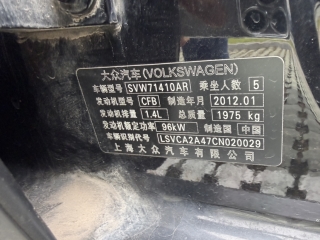 大众汽车(VOLKSWAGEN)
车辆型号 SVW71410AR 乘坐人数 5
发动机型号 CFB 制造年月 2012.01
发动机排量 1.4L 总质量 1975 kg
发动机额定功率 96kW 制造国 中国
车辆识别代号 LSVCA2A47CN020029
上海大众汽车有限公司